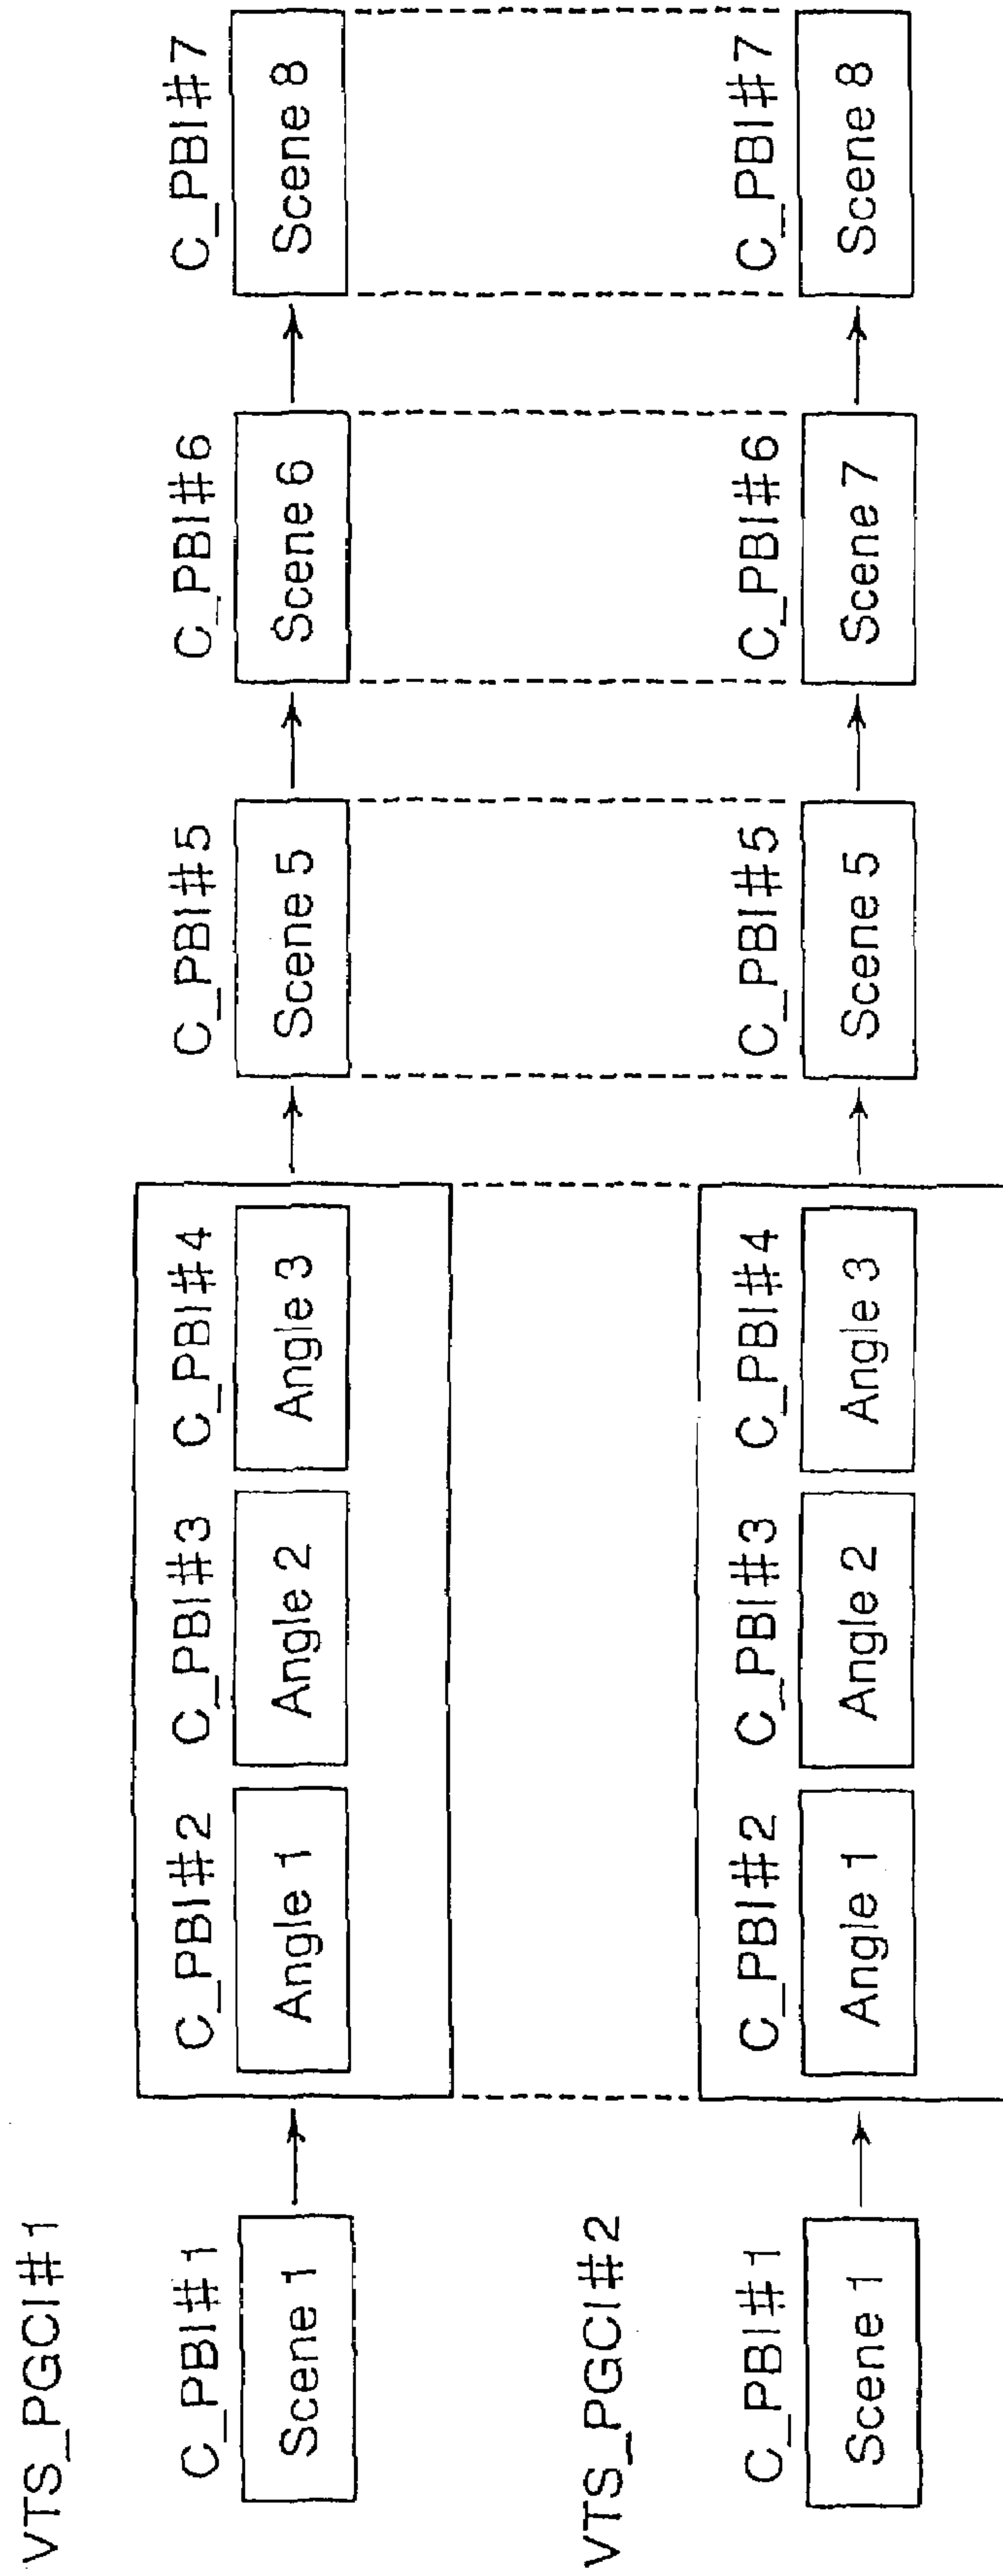 VTS_PGCI#1
C_PBI#1
Scene 1
C_PBI#2
Angle 1
C_PBI#3
Angle 2
C_PBI#4
Angle 3
C_PBI#5
Scene 5
C_PBI#6
Scene 6
C_PBI#7
Scene 8
VTS_PGCI#2
C_PBI#1
Scene 1
C_PBI#2
Angle 1
C_PBI#3
Angle 2
C_PBI#4
Angle 3
C_PBI#5
Scene 5
C_PBI#6
Scene 7
C_PBI#7
Scene 8